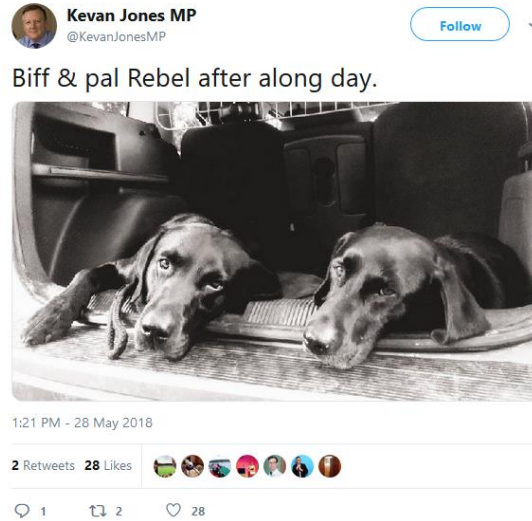 Kevan Jones MP
@KevanJonesMP
Follow
Biff & pal Rebel after along day.
1:21 PM - 28 May 2018
2 Retweets 28 Likes
1 2 28